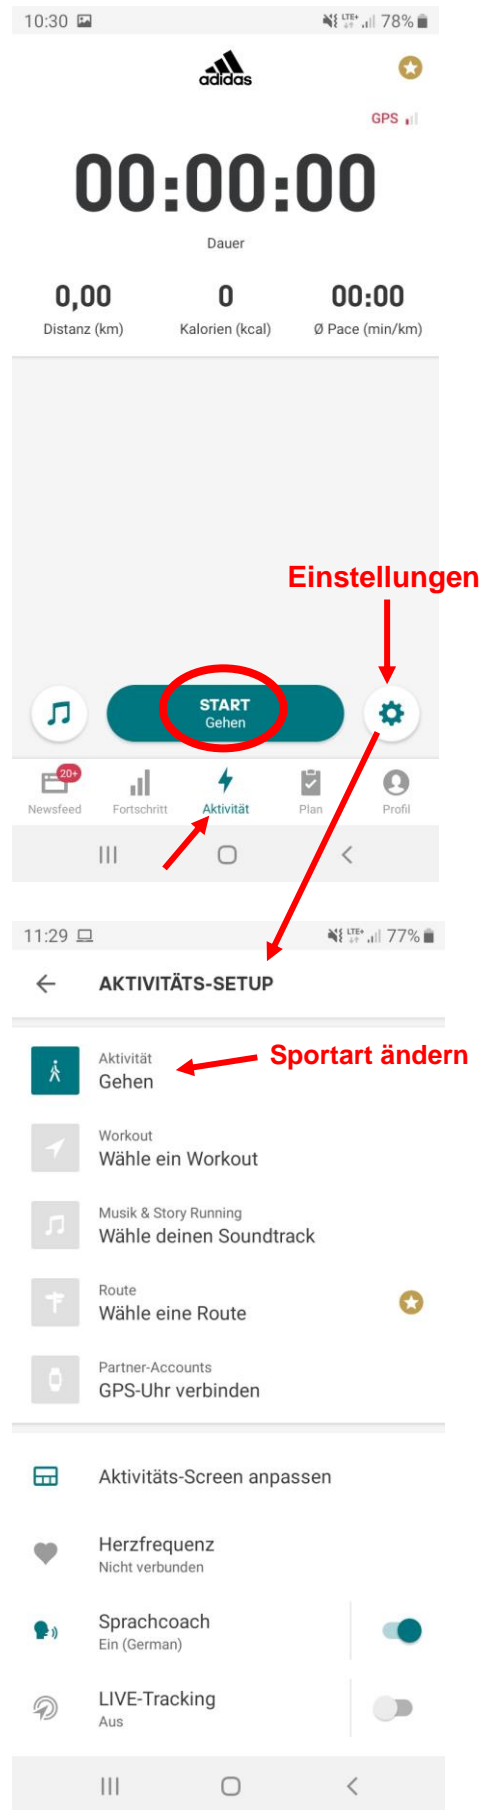 10:30 LTE+ 78%
adidas
GPS
00:00:00
Dauer
0,00 0 00:00
Distanz (km) Kalorien (kcal) Ø Pace (min/km)
Einstellungen
START
Gehen
20+
Newsfeed Fortschritt Aktivität Plan Profil
11:29 LTE+ 77%
AKTIVITÄTS-SETUP
Aktivität
Gehen
Sportart ändern
Workout
Wähle ein Workout
Musik & Story Running
Wähle deinen Soundtrack
Route
Wähle eine Route
Partner-Accounts
GPS-Uhr verbinden
Aktivitäts-Screen anpassen
Herzfrequenz
Nicht verbunden
Sprachcoach
Ein (German)
LIVE-Tracking
Aus